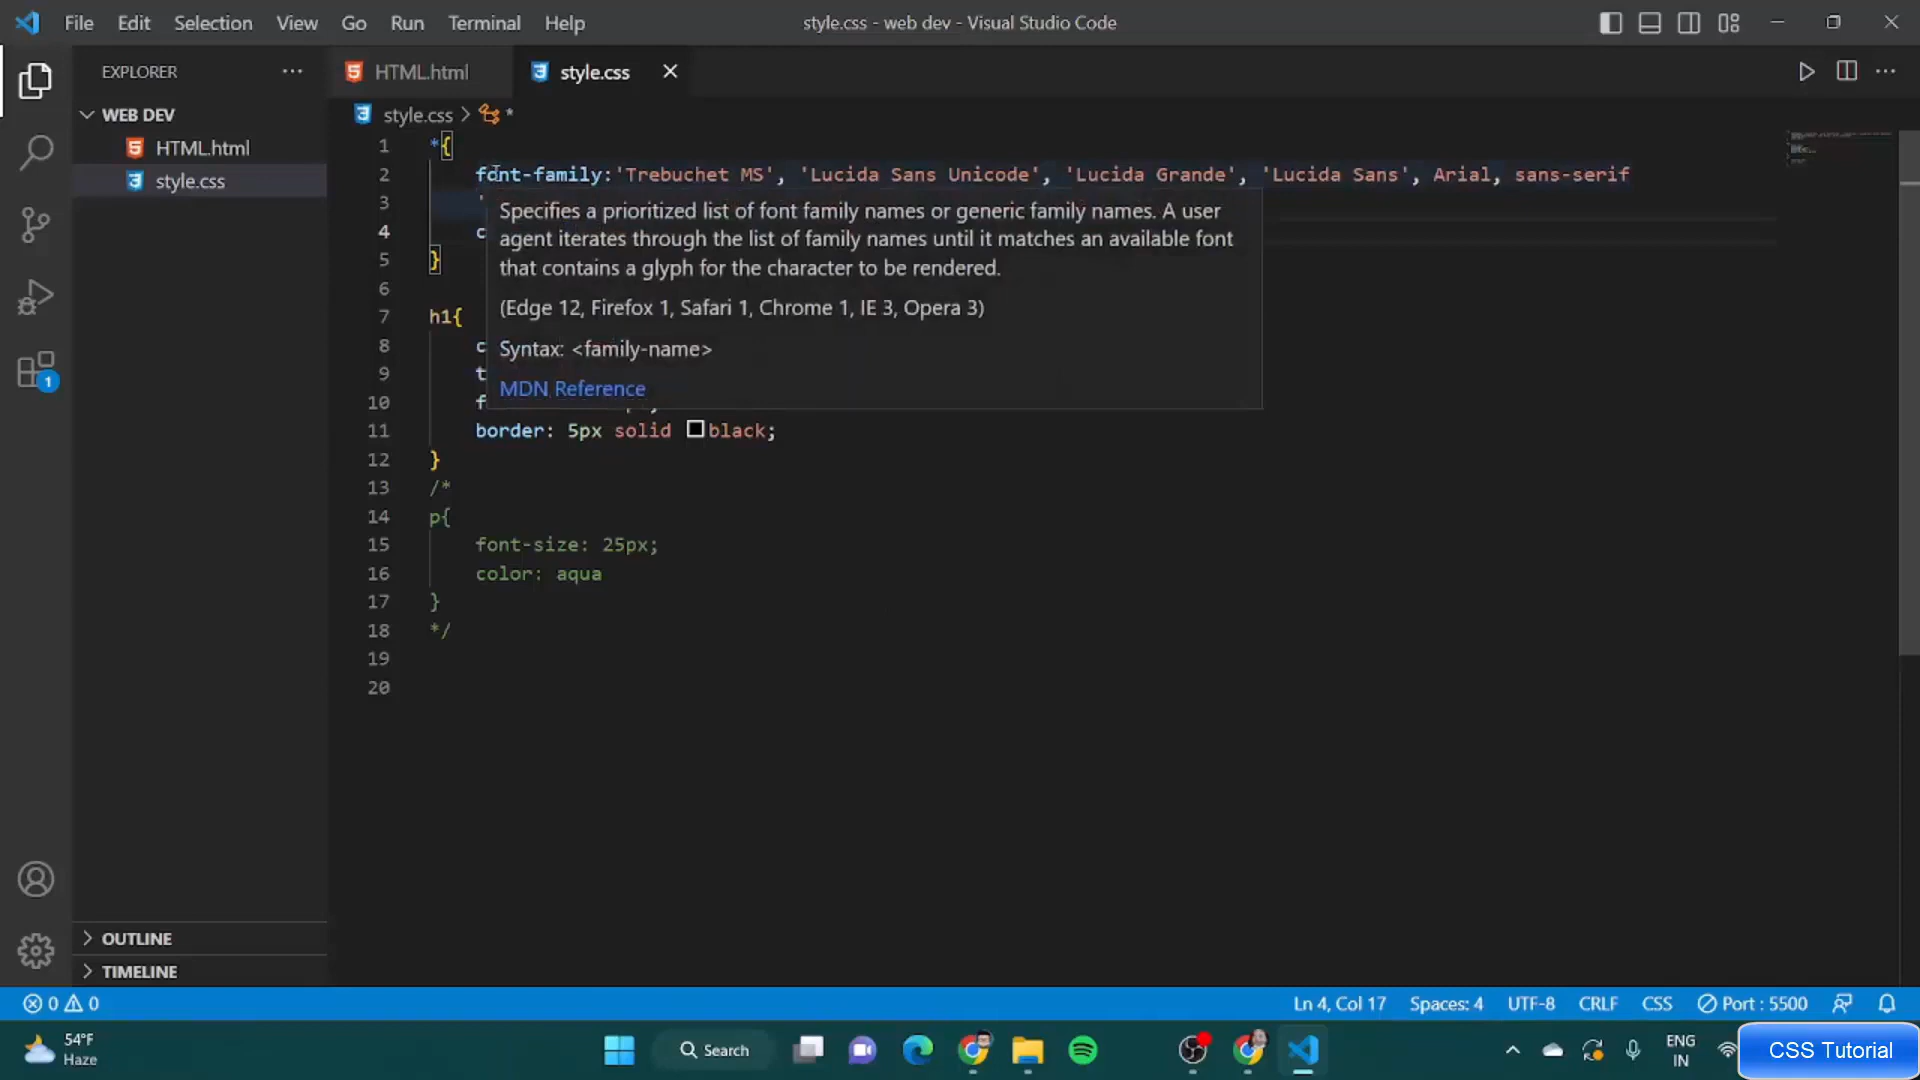 File Edit Selection View Go Run Terminal Help
style.css - web dev - Visual Studio Code
EXPLORER
HTML.html
style.css
WEB DEV
HTML.html
style.css
style.css > *
1 *{
2 font-family:'Trebuchet MS', 'Lucida Sans Unicode', 'Lucida Grande', 'Lucida Sans', Arial, sans-serif
3 '
4 c
5 }
6
7 h1{
8 c
9 t
10 f
11 border: 5px solid black;
12 }
13 /*
14 p{
15 font-size: 25px;
16 color: aqua
17 }
18 */
19
20
Specifies a prioritized list of font family names or generic family names. A user
agent iterates through the list of family names until it matches an available font
that contains a glyph for the character to be rendered.
(Edge 12, Firefox 1, Safari 1, Chrome 1, IE 3, Opera 3)
Syntax: <family-name>
MDN Reference
1
OUTLINE
TIMELINE
0 0
Ln 4, Col 17 Spaces: 4 UTF-8 CRLF CSS Port : 5500
54°F
Haze
Search
ENG
IN
CSS Tutorial